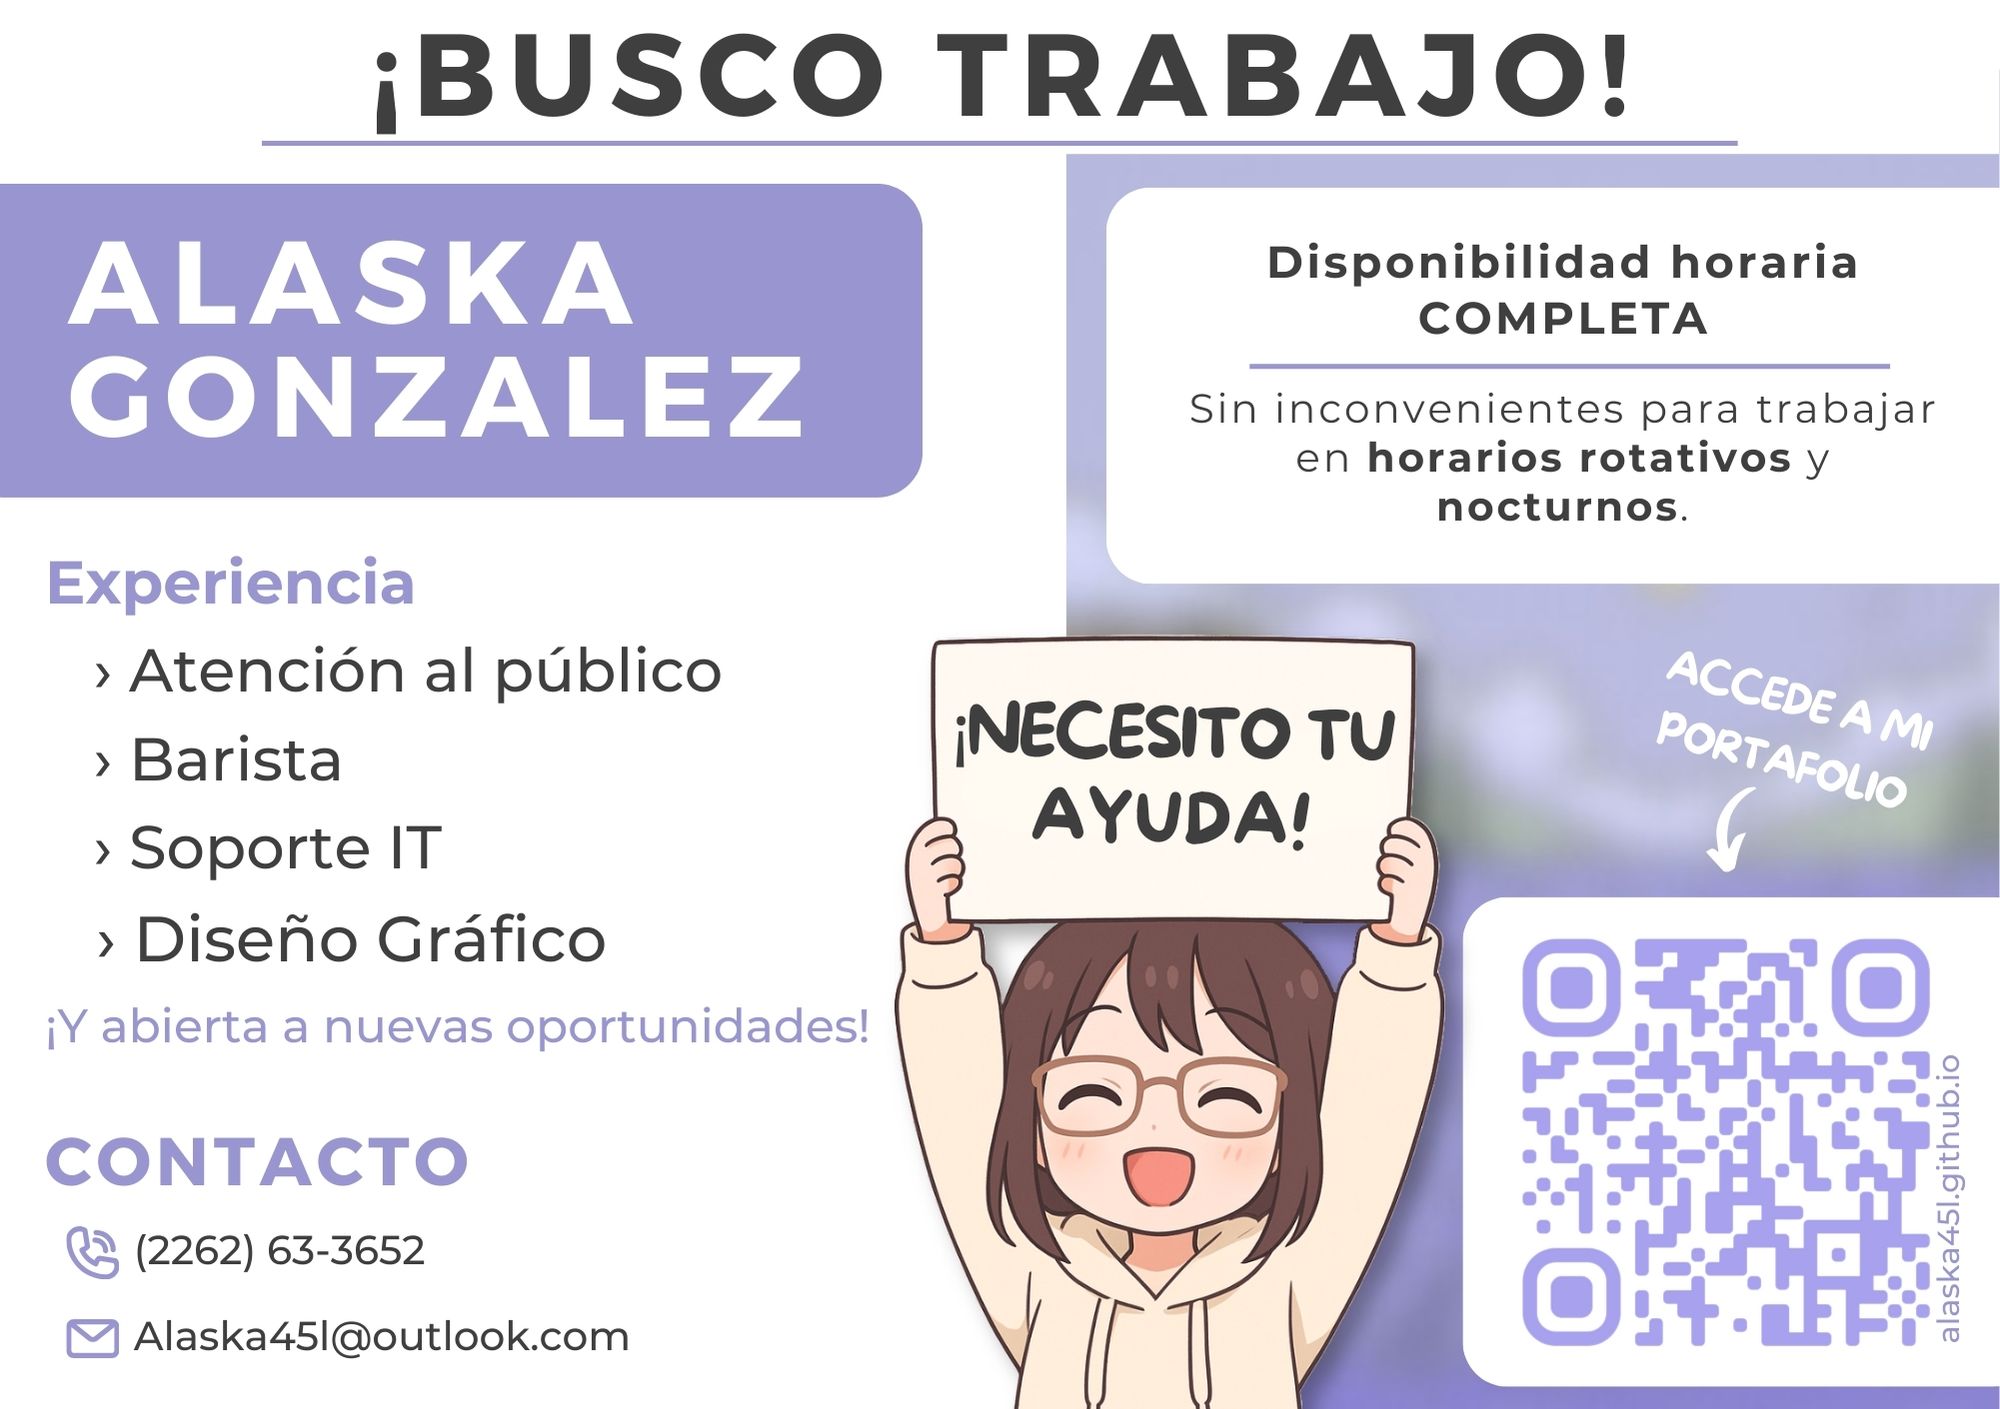 ¡BUSCO TRABAJO!
ALASKA
GONZALEZ
Disponibilidad horaria
COMPLETA
Sin inconvenientes para trabajar
en horarios rotativos y
nocturnos.
Experiencia
› Atención al público
› Barista
› Soporte IT
› Diseño Gráfico
¡Y abierta a nuevas oportunidades!
¡NECESITO TU
AYUDA!
ACCEDE A MI
PORTAFOLIO
alaska45l.github.io
CONTACTO
(2262) 63-3652
Alaska45l@outlook.com